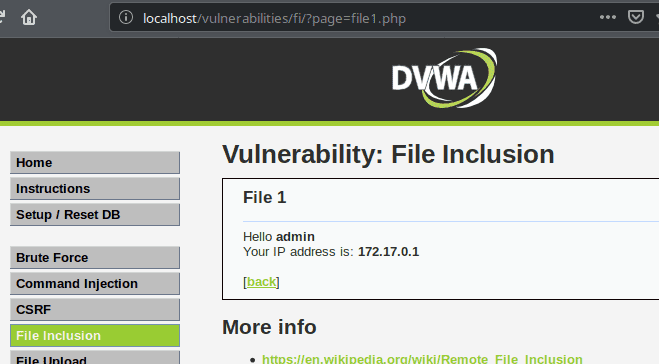 localhost/vulnerabilities/fi/?page=file1.php
DVWA
Home
Instructions
Setup / Reset DB
Brute Force
Command Injection
CSRF
File Inclusion
File Upload
Vulnerability: File Inclusion
File 1
Hello admin
Your IP address is: 172.17.0.1
[back]
More info
https://en.wikipedia.org/wiki/Remote_File_Inclusion